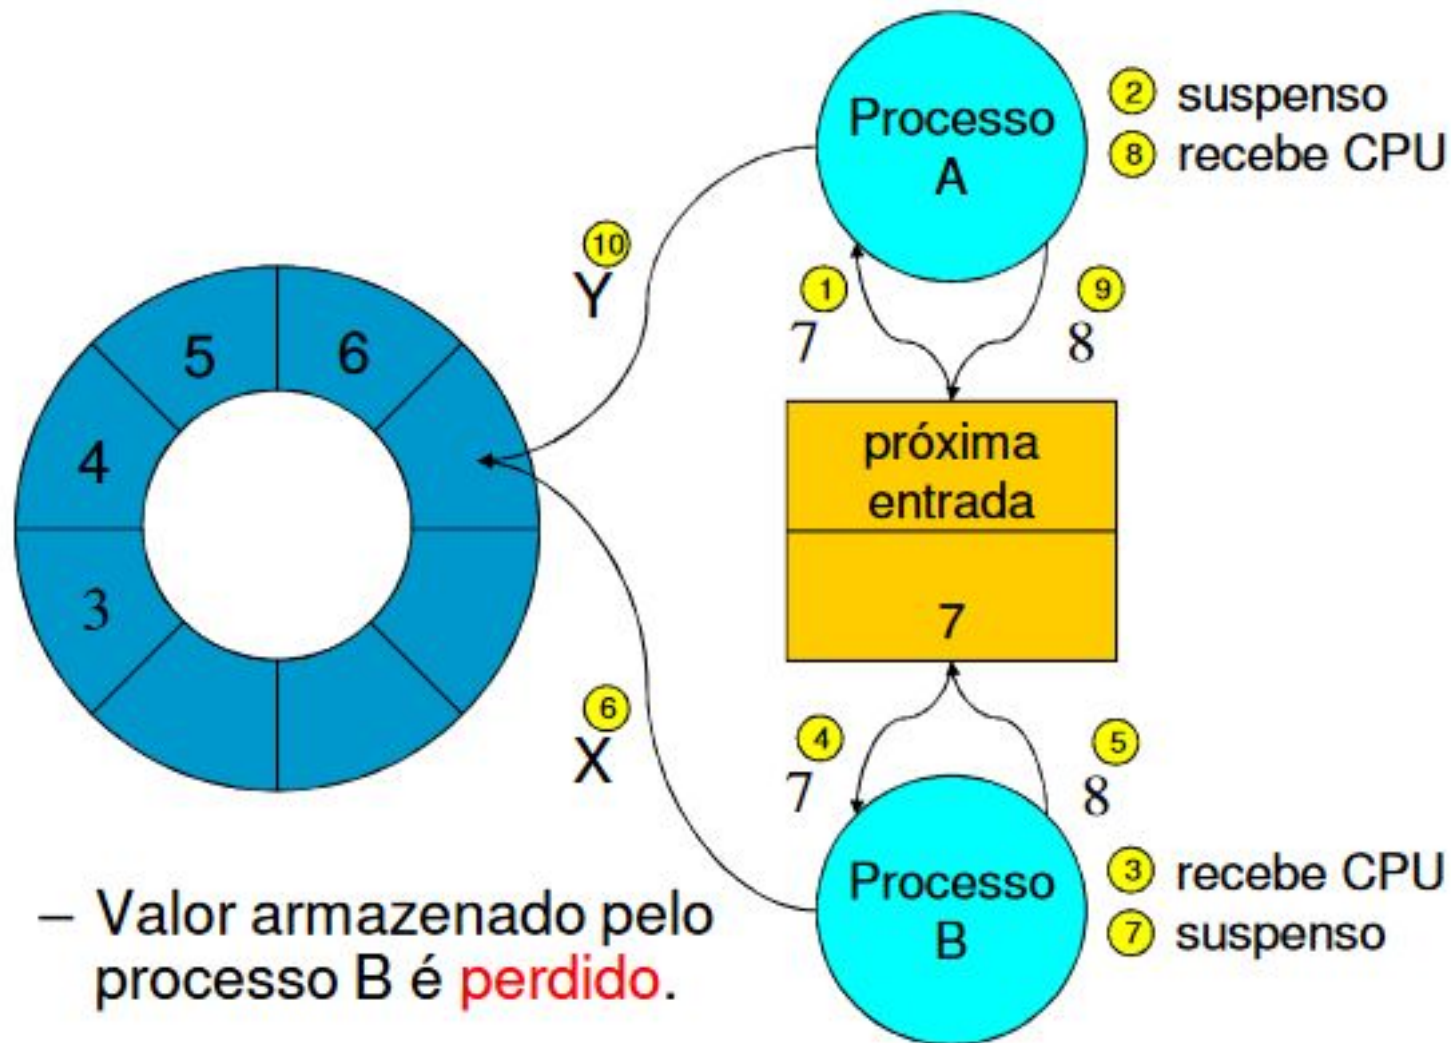 Processo
A
2 suspenso
8 recebe CPU
10
Y
1
7
9
8
5
6
4
3
próxima
entrada
7
6
X
4
7
5
8
Processo
B
3 recebe CPU
7 suspenso
– Valor armazenado pelo
processo B é perdido.